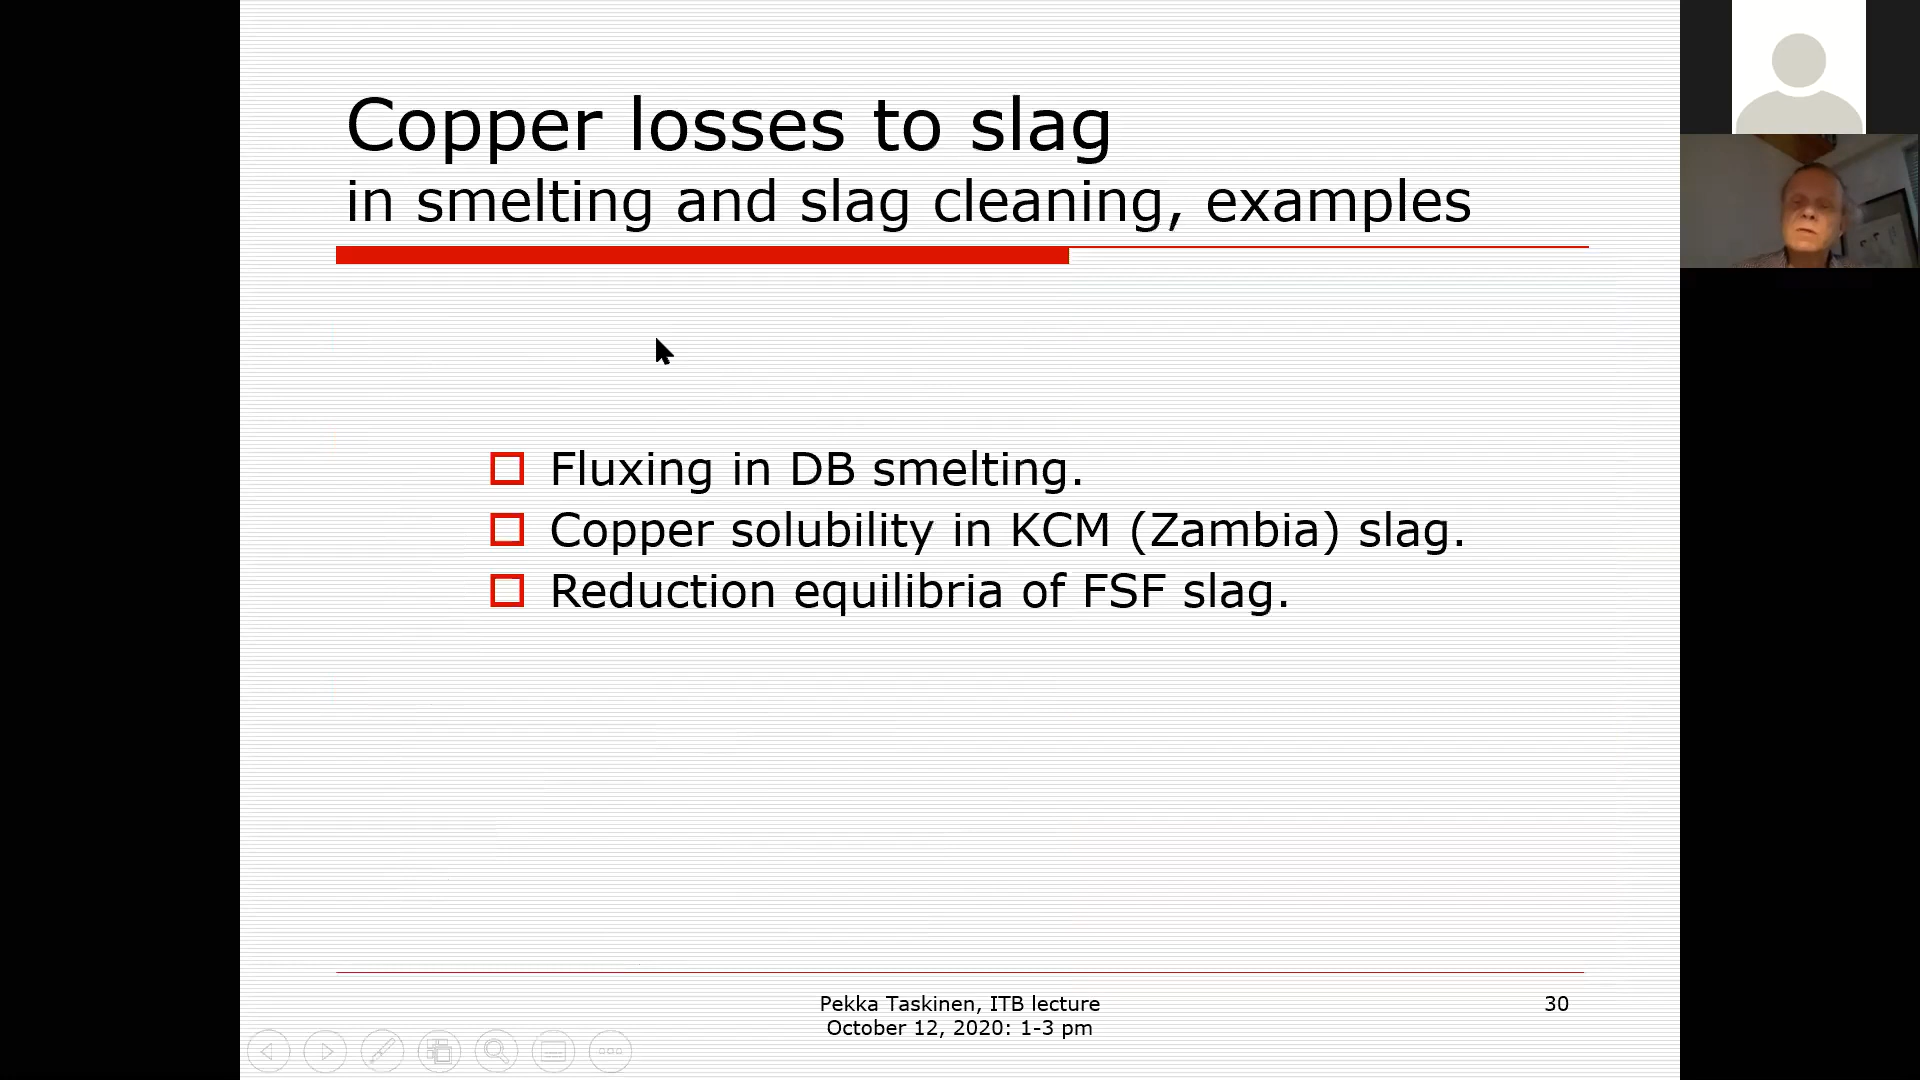 Copper losses to slag
in smelting and slag cleaning, examples
Fluxing in DB smelting.
Copper solubility in KCM (Zambia) slag.
Reduction equilibria of FSF slag.
Pekka Taskinen, ITB lecture
October 12, 2020: 1-3 pm
30